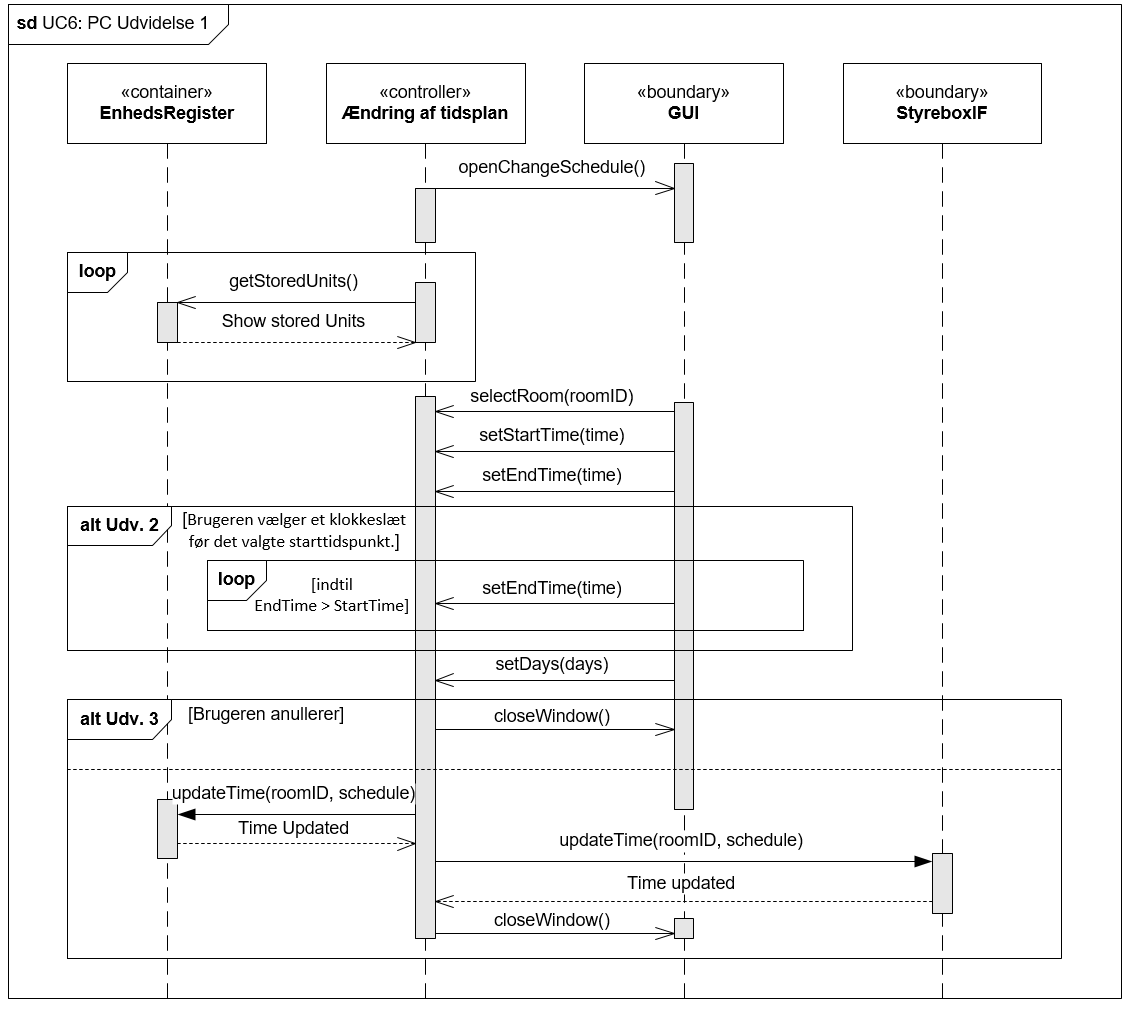 sd UC6: PC Udvidelse 1
«container»
EnhedsRegister
«controller»
Ændring af tidsplan
«boundary»
GUI
«boundary»
StyreboxIF
openChangeSchedule()
loop
getStoredUnits()
Show stored Units
selectRoom(roomID)
setStartTime(time)
setEndTime(time)
alt Udv. 2
[Brugeren vælger et klokkeslæt
før det valgte starttidspunkt.]
loop
[indtil
EndTime > StartTime]
setEndTime(time)
setDays(days)
alt Udv. 3
[Brugeren anullerer]
closeWindow()
updateTime(roomID, schedule)
Time Updated
updateTime(roomID, schedule)
Time updated
closeWindow()